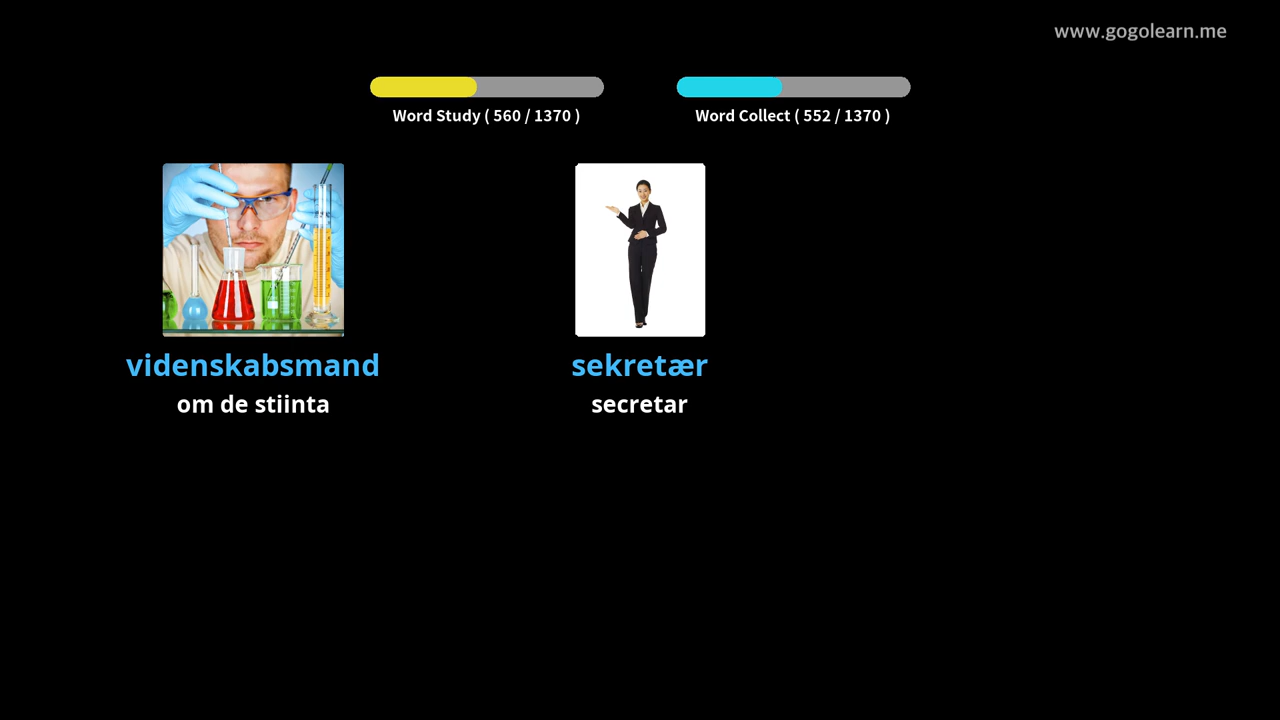 www.gogolearn.me
Word Study ( 560 / 1370 )
Word Collect ( 552 / 1370 )
videnskabsmand
om de stiinta
sekretær
secretar